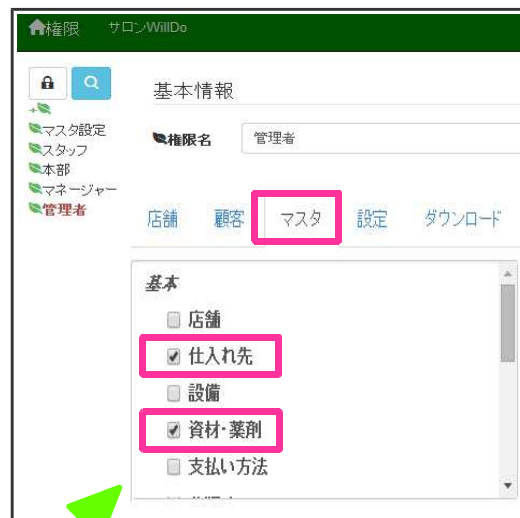 権限 サロンWillDo
基本情報
+
マスタ設定
スタッフ
本部
マネージャー
管理者
権限名 管理者
店舗 顧客 マスタ 設定 ダウンロード
基本
店舗
仕入れ先
設備
資材・薬剤
支払い方法